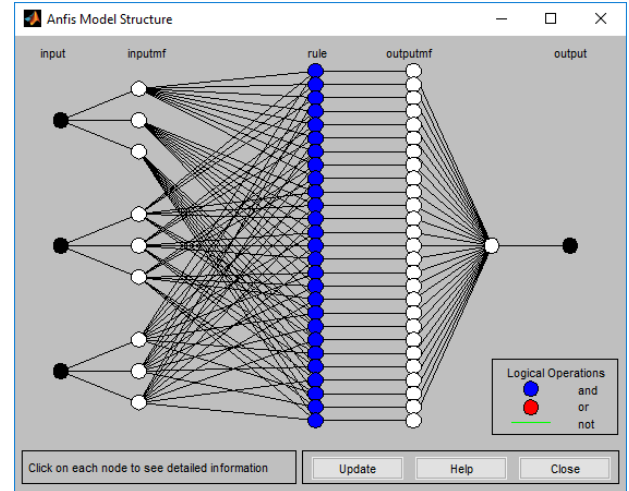 Anfis Model Structure
input inputmf rule outputmf output
Logical Operations
and
or
not
Click on each node to see detailed information
Update Help Close